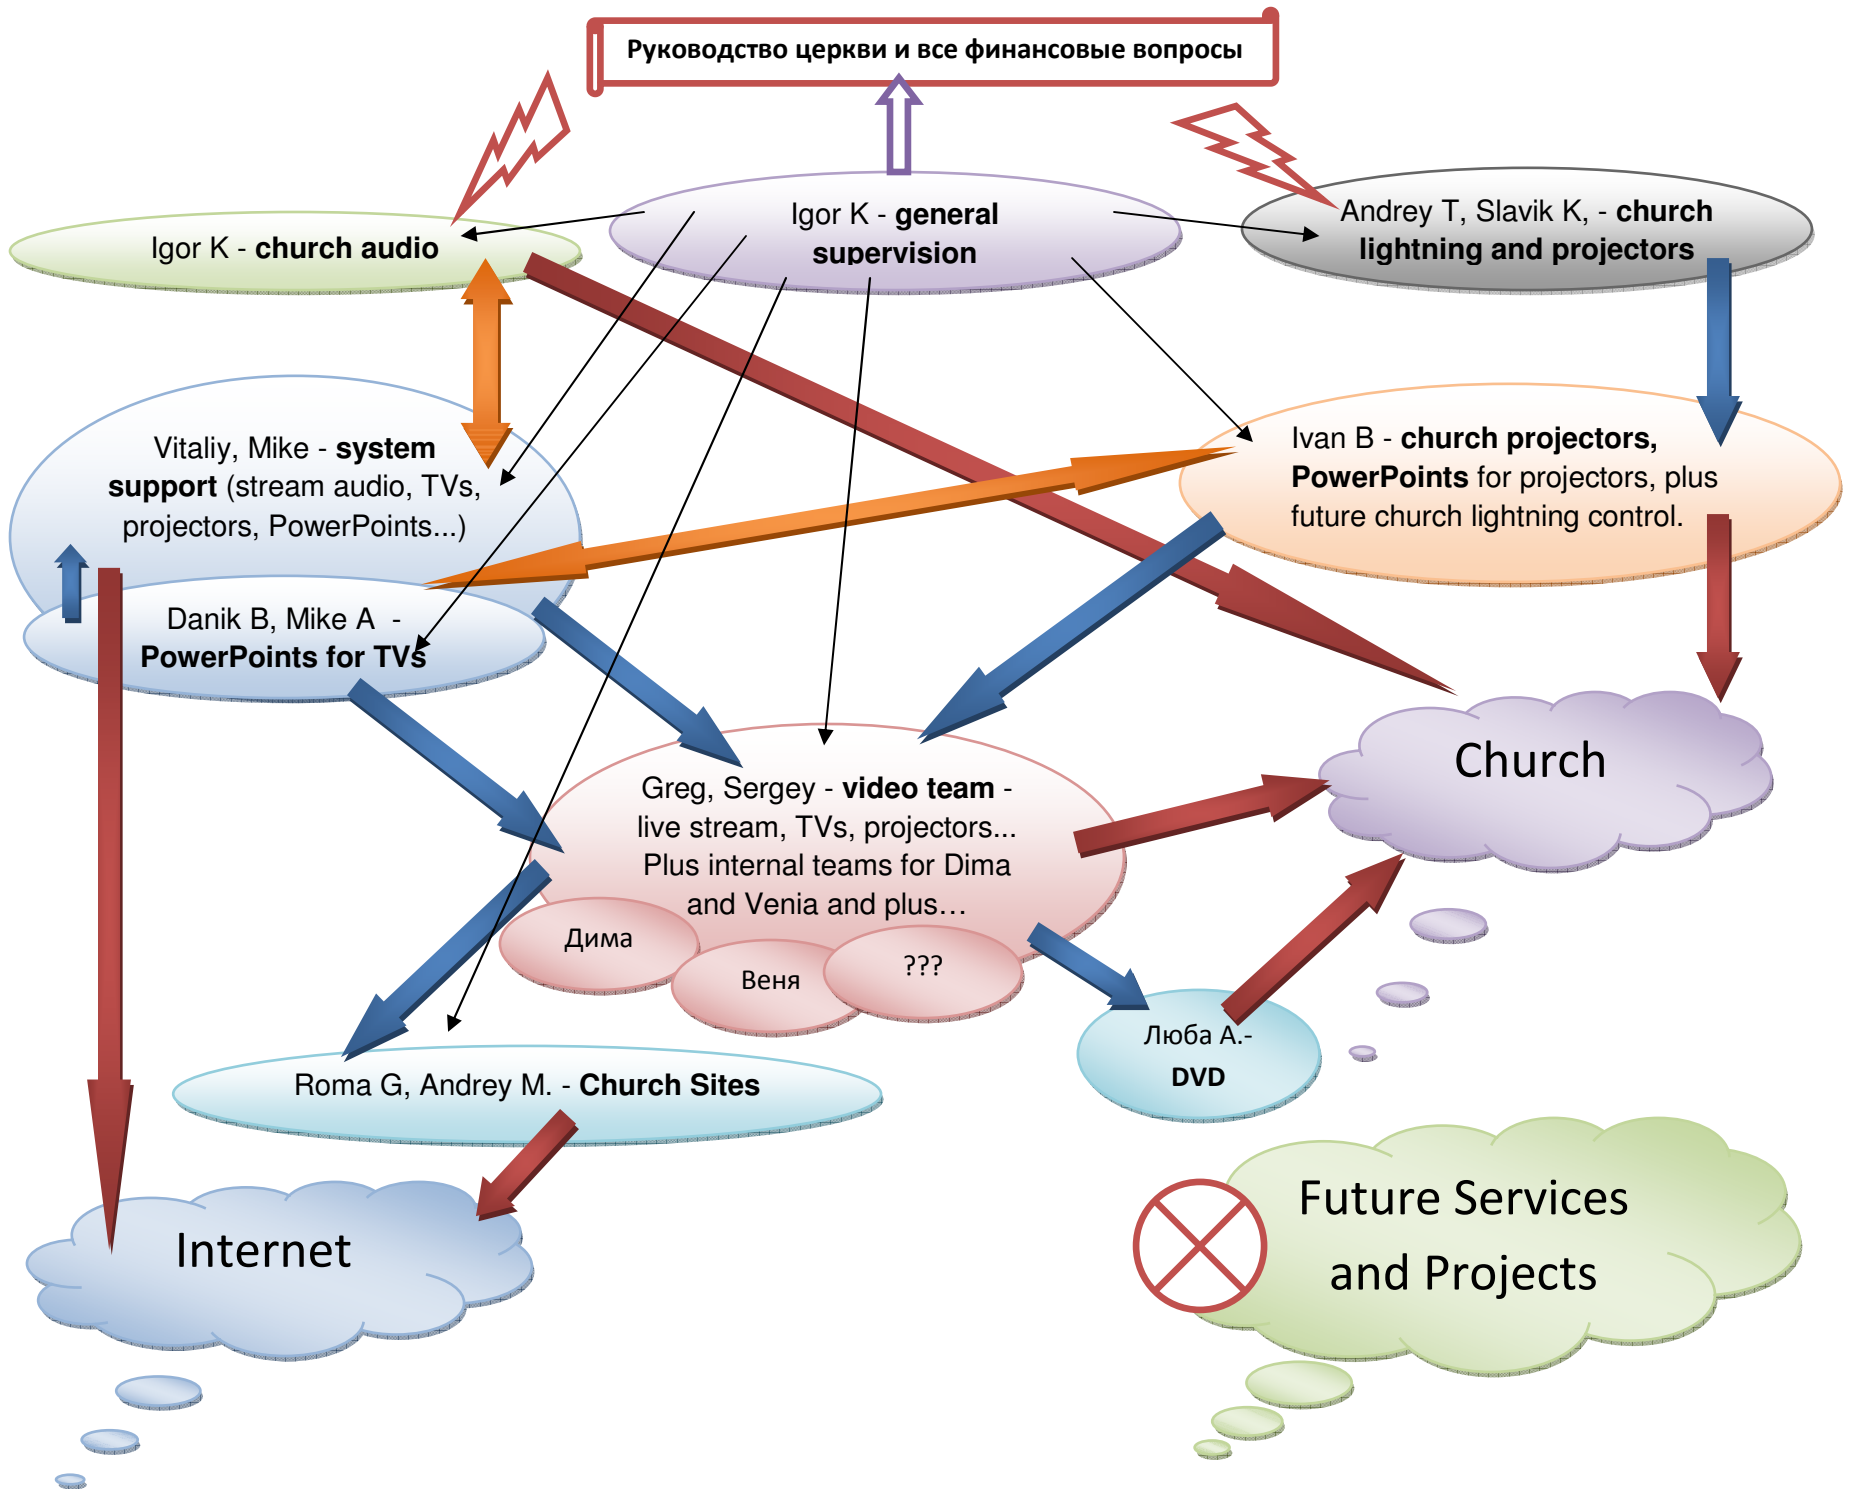 Руководство церкви и все финансовые вопросы
Igor K - church audio
Igor K - general
supervision
Andrey T, Slavik K, - church
lightning and projectors
Vitaliy, Mike - system
support (stream audio, TVs,
projectors, PowerPoints...)
Ivan B - church projectors,
PowerPoints for projectors, plus
future church lightning control.
Danik B, Mike A -
PowerPoints for TVs
Church
Greg, Sergey - video team -
live stream, TVs, projectors...
Plus internal teams for Dima
and Venia and plus…
Дима
Веня
???
Люба А.-
DVD
Roma G, Andrey M. - Church Sites
Internet
Future Services
and Projects